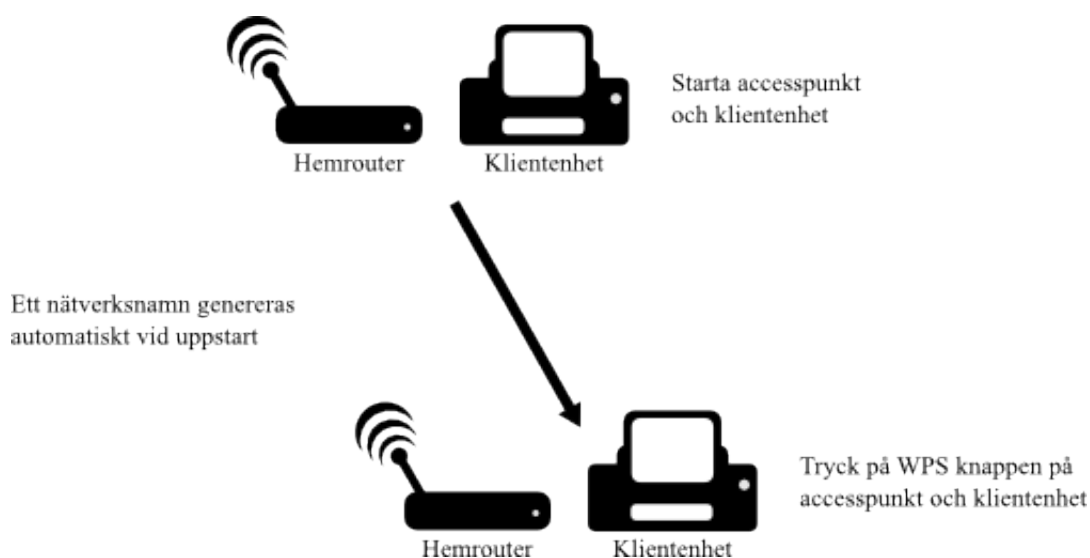 Starta accesspunkt
och klientenhet
Hemrouter
Klientenhet
Ett nätverksnamn genereras
automatiskt vid uppstart
Tryck på WPS knappen på
accesspunkt och klientenhet
Hemrouter
Klientenhet